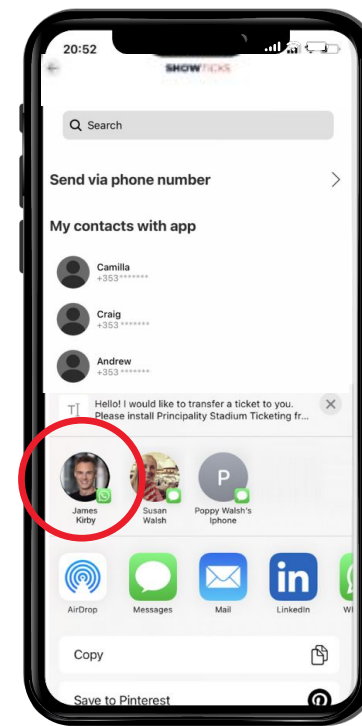 20:52
SHOWTICKS
Search
Send via phone number
My contacts with app
Camilla
+353*******
Craig
+353*******
Andrew
+353*******
Hello! I would like to transfer a ticket to you.
Please install Principality Stadium Ticketing fr...
James
Kirby
Susan
Walsh
P
Poppy Walsh's
Iphone
AirDrop
Messages
Mail
in
LinkedIn
Copy
Save to Pinterest